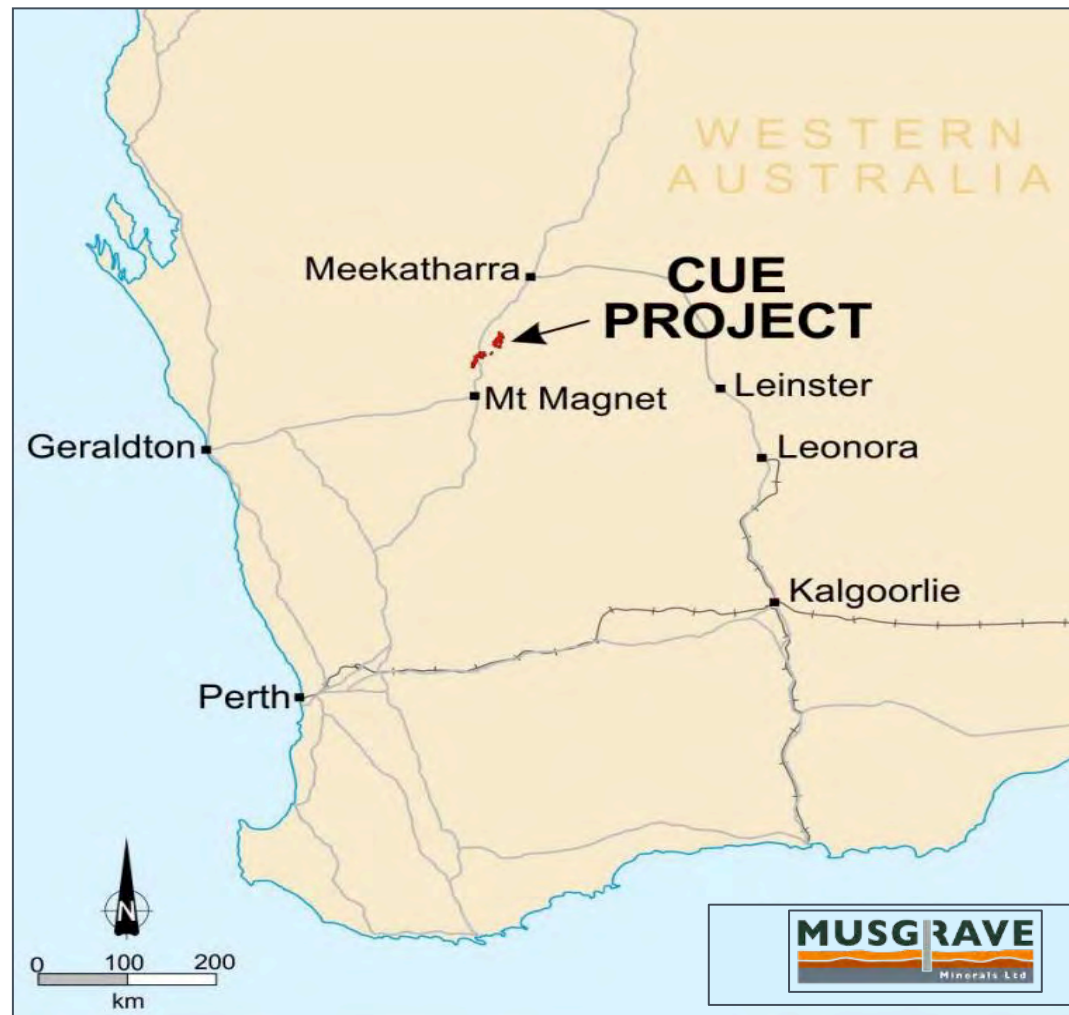 WESTERN
AUSTRALIA
Meekatharra
CUE
PROJECT
Mt Magnet
Leinster
Geraldton
Leonora
Kalgoorlie
Perth
N
0 100 200
km
MUSGRAVE
Minerals Ltd